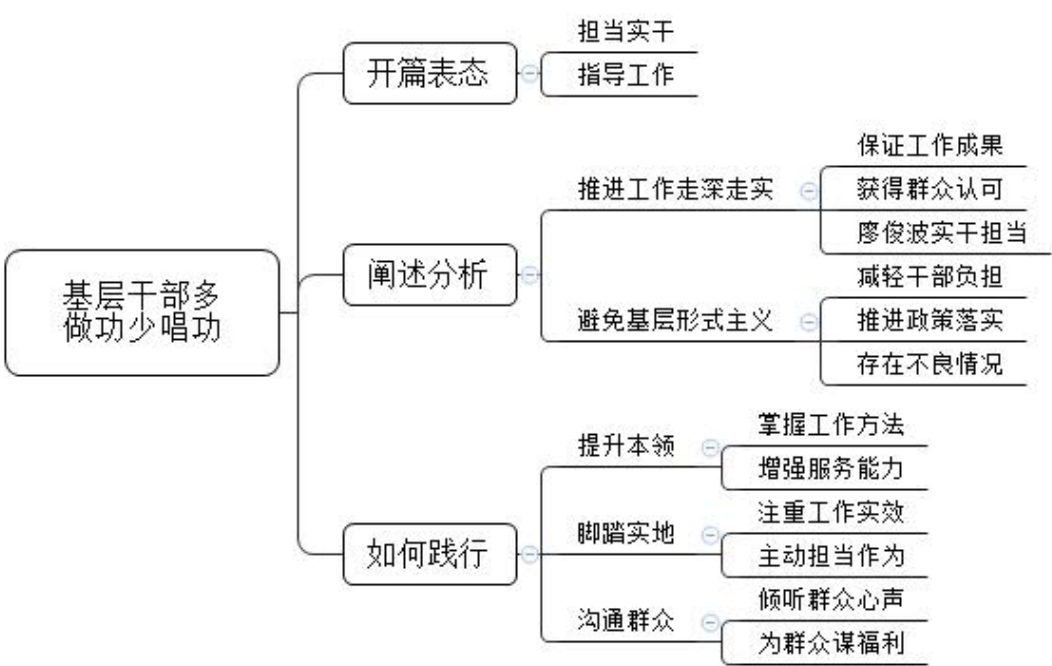 基层干部多
做功少唱功
开篇表态
担当实干
指导工作
阐述分析
推进工作走深走实
保证工作成果
获得群众认可
廖俊波实干担当
避免基层形式主义
减轻干部负担
推进政策落实
存在不良情况
如何践行
提升本领
掌握工作方法
增强服务能力
脚踏实地
注重工作实效
主动担当作为
沟通群众
倾听群众心声
为群众谋福利